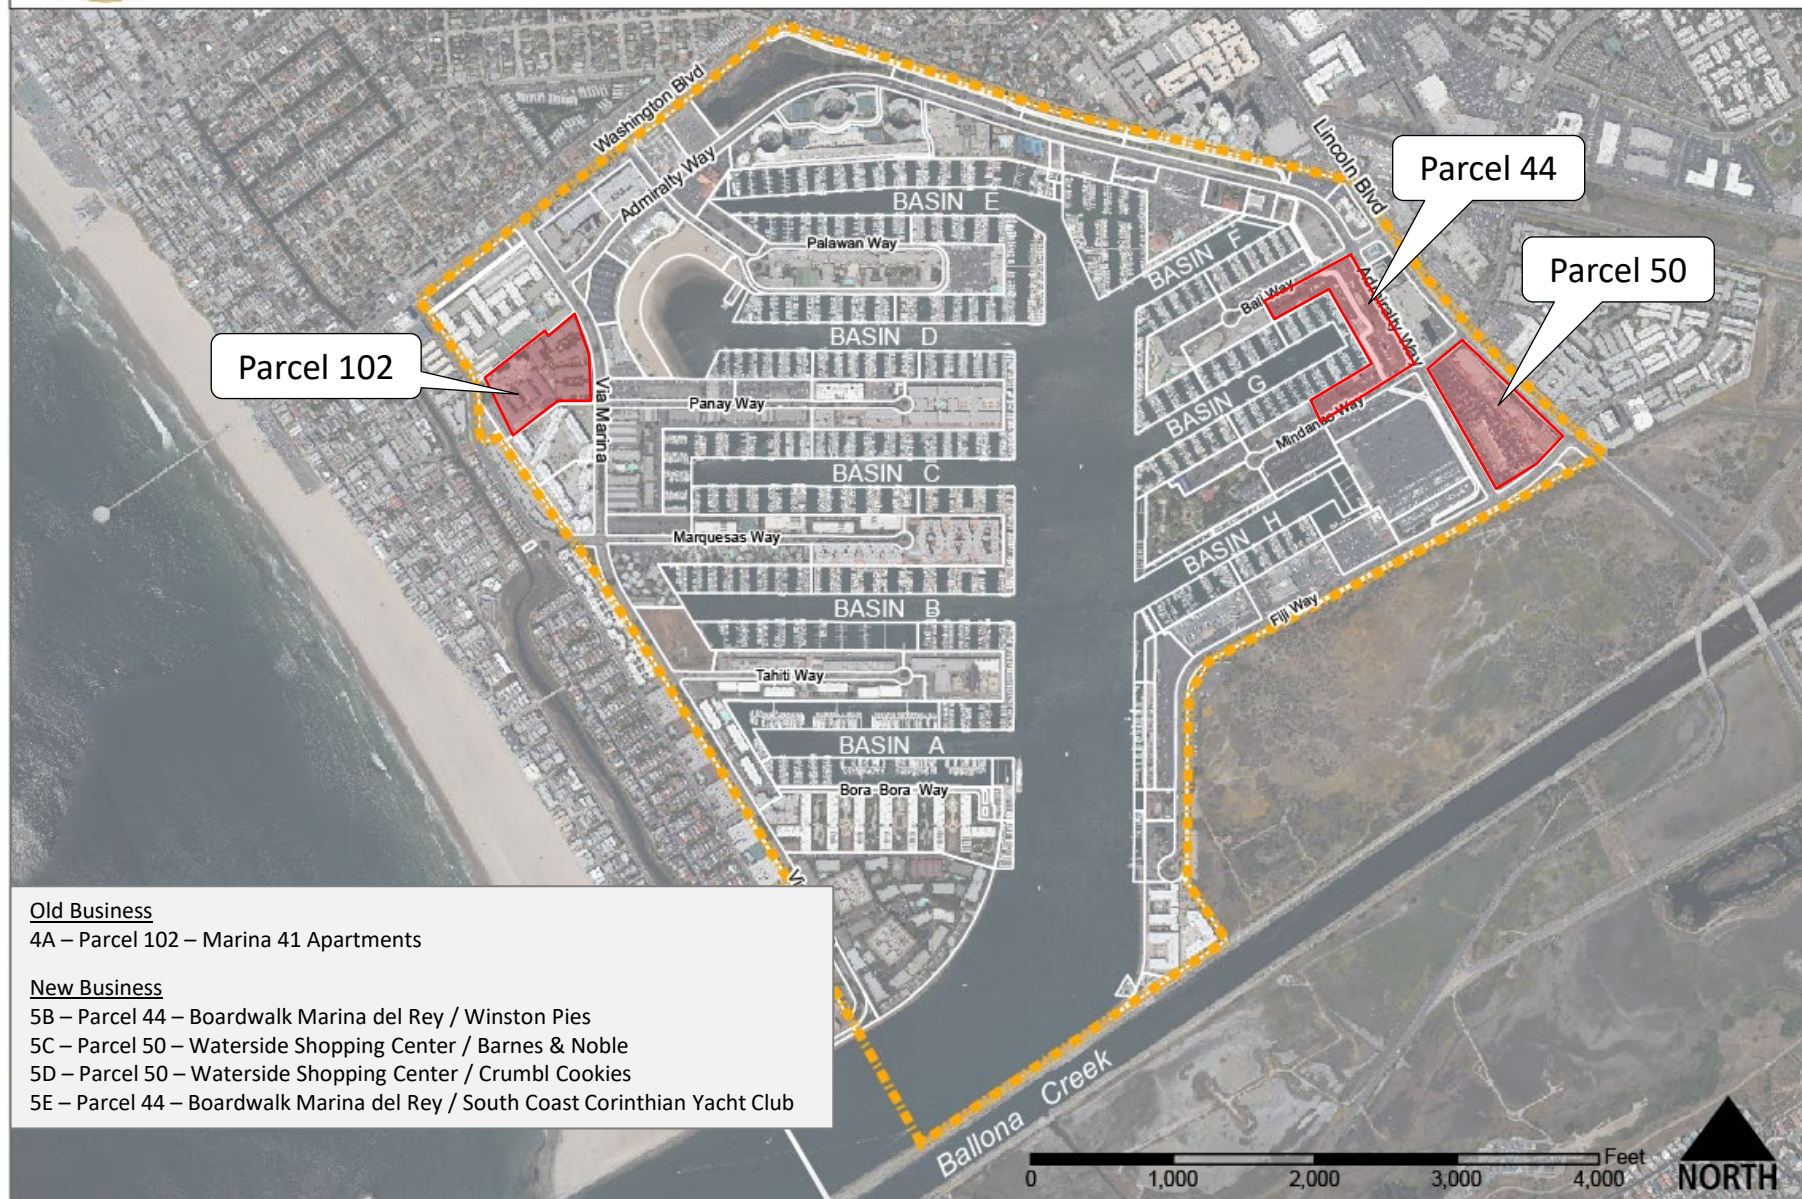 Washington Blvd
Admiralty Way
Lincoln Blvd
Parcel 44
BASIN E
Palawan Way
BASIN F
Parcel 50
Bali Way
Admiralty Way
BASIN D
Parcel 102
Via Marina
Panay Way
BASIN G
Mindanao Way
BASIN C
Marquesas Way
BASIN H
BASIN B
Fiji Way
Tahiti Way
BASIN A
Bora Bora Way
Old Business
4A – Parcel 102 – Marina 41 Apartments
New Business
5B – Parcel 44 – Boardwalk Marina del Rey / Winston Pies
5C – Parcel 50 – Waterside Shopping Center / Barnes & Noble
5D – Parcel 50 – Waterside Shopping Center / Crumbl Cookies
5E – Parcel 44 – Boardwalk Marina del Rey / South Coast Corinthian Yacht Club
Ballona Creek
Feet
0 1,000 2,000 3,000 4,000
NORTH